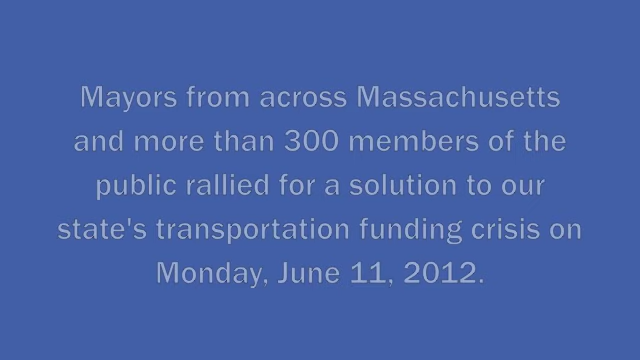 Mayors from across Massachusetts
and more than 300 members of the
public rallied for a solution to our
state's transportation funding crisis on
Monday, June 11, 2012.